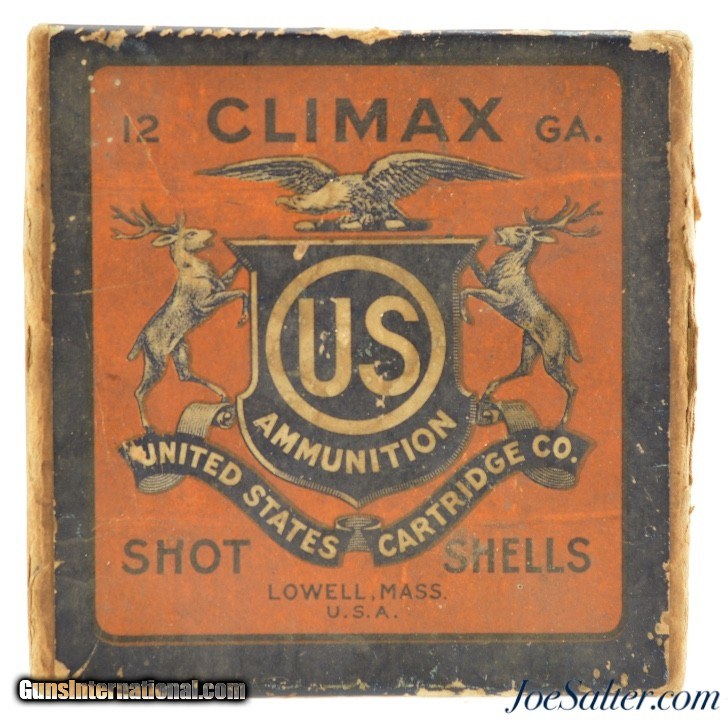 12 CLIMAX GA.
US
AMMUNITION
UNITED STATES CARTRIDGE CO.
SHOT SHELLS
LOWELL, MASS.
U.S.A.
GunsInternational.com
JoeSalter.com